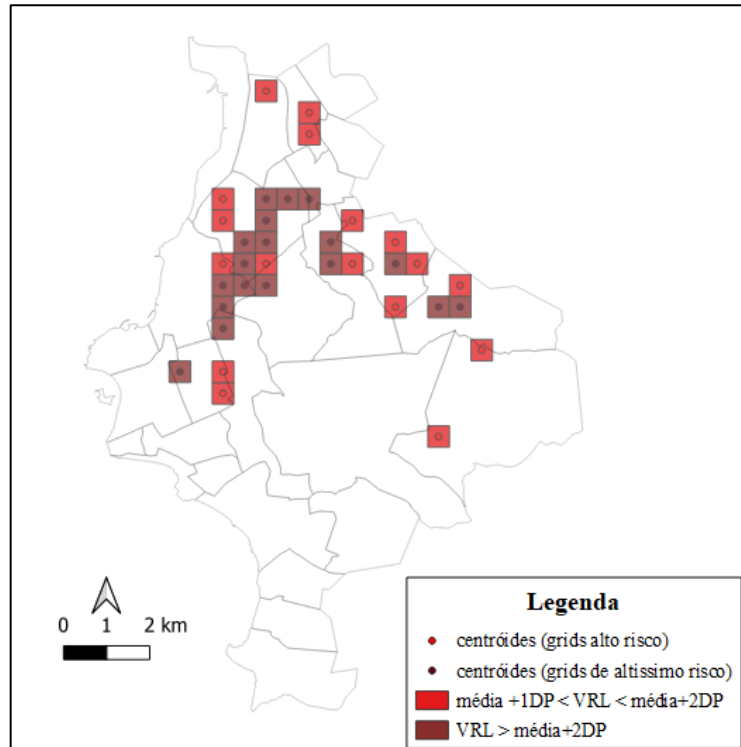 0 1 2 km
Legenda
centróides (grids alto risco)
centróides (grids de altíssimo risco)
média +1DP < VRL < média+2DP
VRL > média+2DP